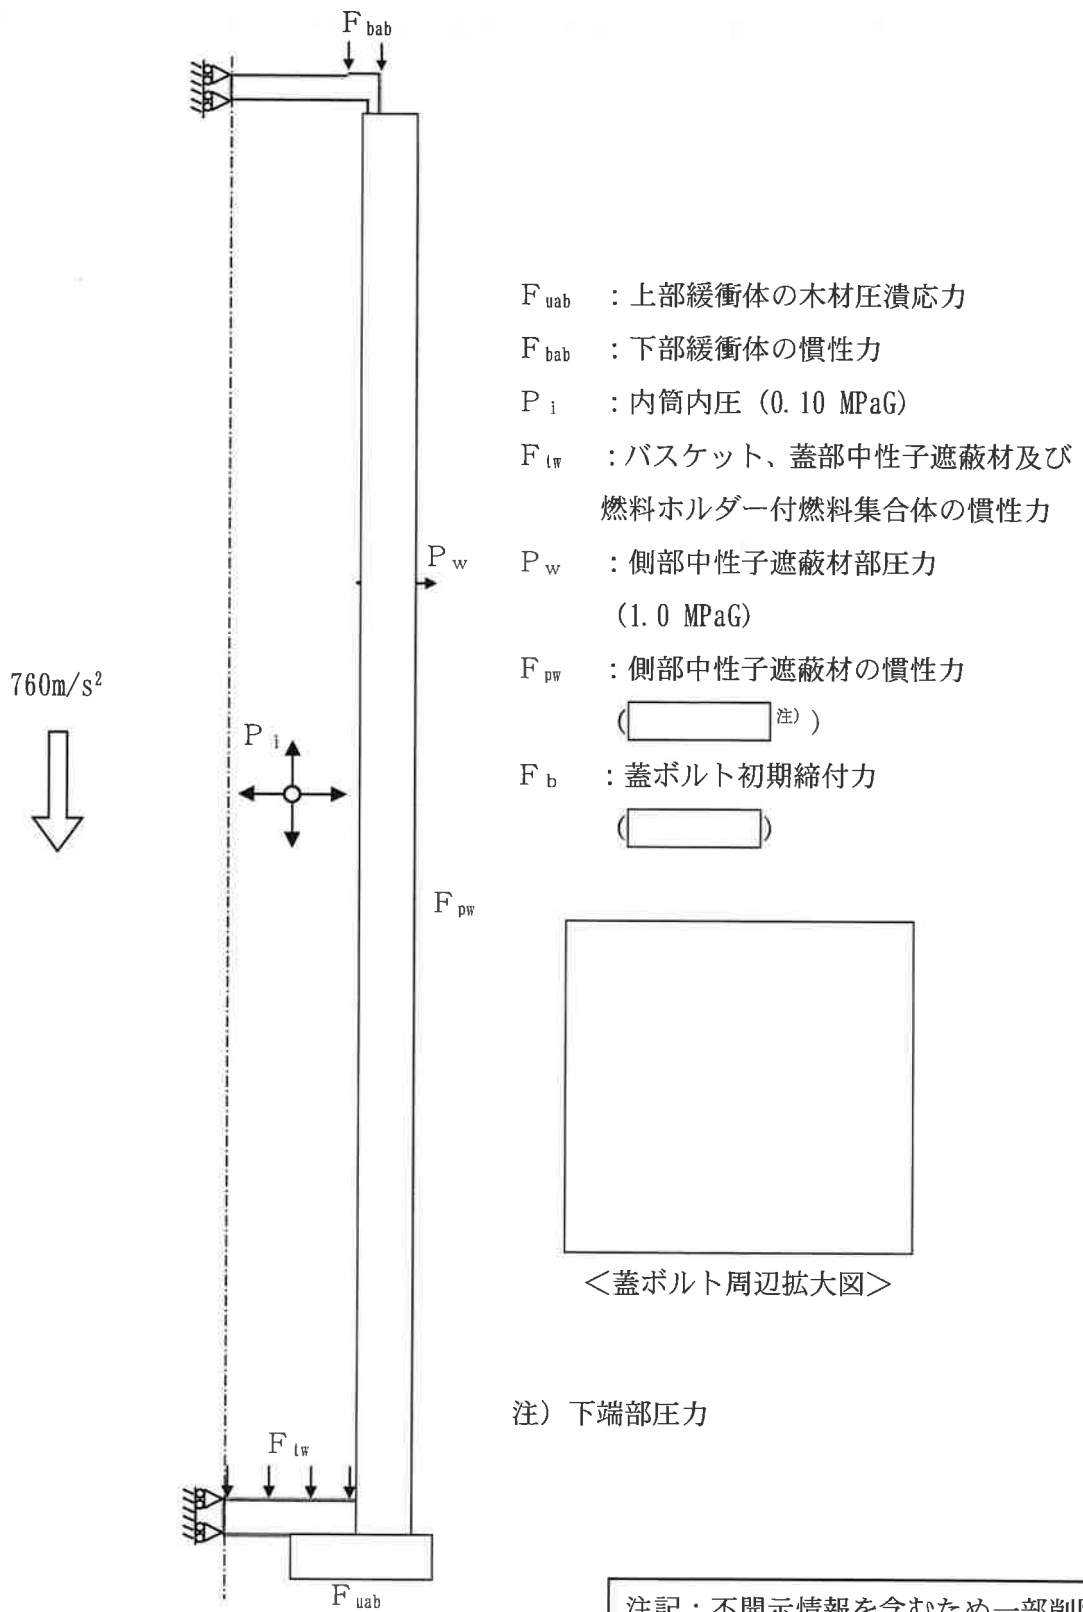 F bab
F uab ：上部緩衝体の木材圧潰応力
F bab ：下部緩衝体の慣性力
P i ：内筒内圧 (0.10 MPaG)
F tw ：バスケット、蓋部中性子遮蔽材及び
燃料ホルダー付燃料集合体の慣性力
P w
P w ：側部中性子遮蔽材部圧力
(1.0 MPaG)
F pw ：側部中性子遮蔽材の慣性力
( 注) )
760m/s²
P i
F b ：蓋ボルト初期締付力
( )
F pw
＜蓋ボルト周辺拡大図＞
注）下端部圧力
F tw
F uab
注記：不開示情報を含むため一部削